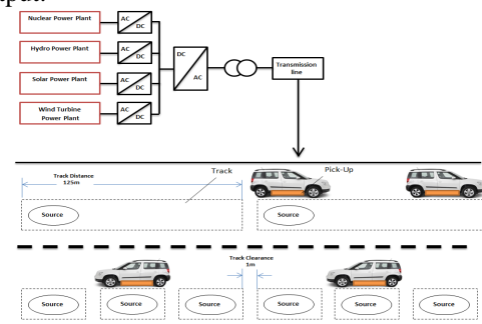 put.
Nuclear Power Plant
AC
DC
Hydro Power Plant
AC
DC
DC
AC
Transmission
line
Solar Power Plant
AC
DC
Wind Turbine
Power Plant
AC
DC
Track Distance
125m
Track
Pick-Up
Source
Source
Track Clearance
1m
Source
Source
Source
Source
Source
Source